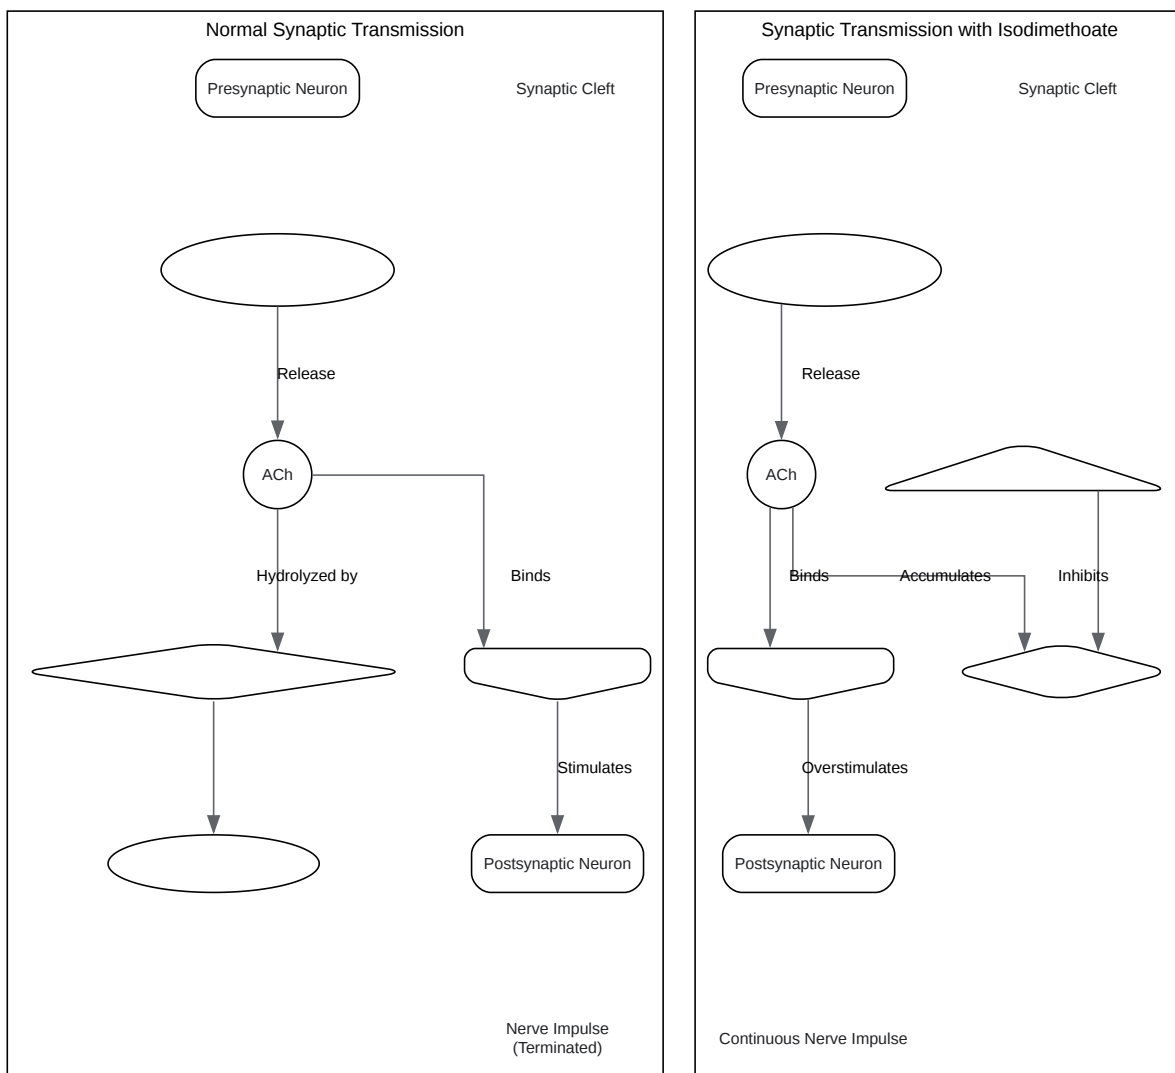 Normal Synaptic Transmission
Presynaptic Neuron
Synaptic Cleft
Release
ACh
Hydrolyzed by
Binds
Stimulates
Postsynaptic Neuron
Nerve Impulse
(Terminated)
Synaptic Transmission with Isodimethoate
Presynaptic Neuron
Synaptic Cleft
Release
ACh
Binds
Accumulates
Inhibits
Overstimulates
Postsynaptic Neuron
Continuous Nerve Impulse